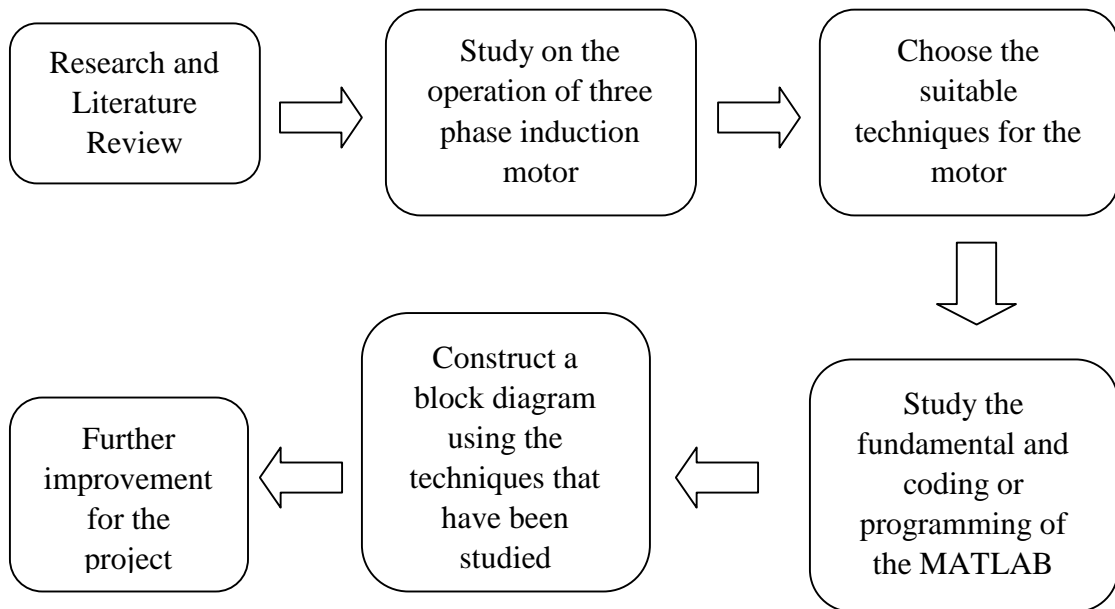 Research and
Literature
Review
Study on the
operation of three
phase induction
motor
Choose the
suitable
techniques for the
motor
Study the
fundamental and
coding or
programming of
the MATLAB
Construct a
block diagram
using the
techniques that
have been
studied
Further
improvement
for the
project